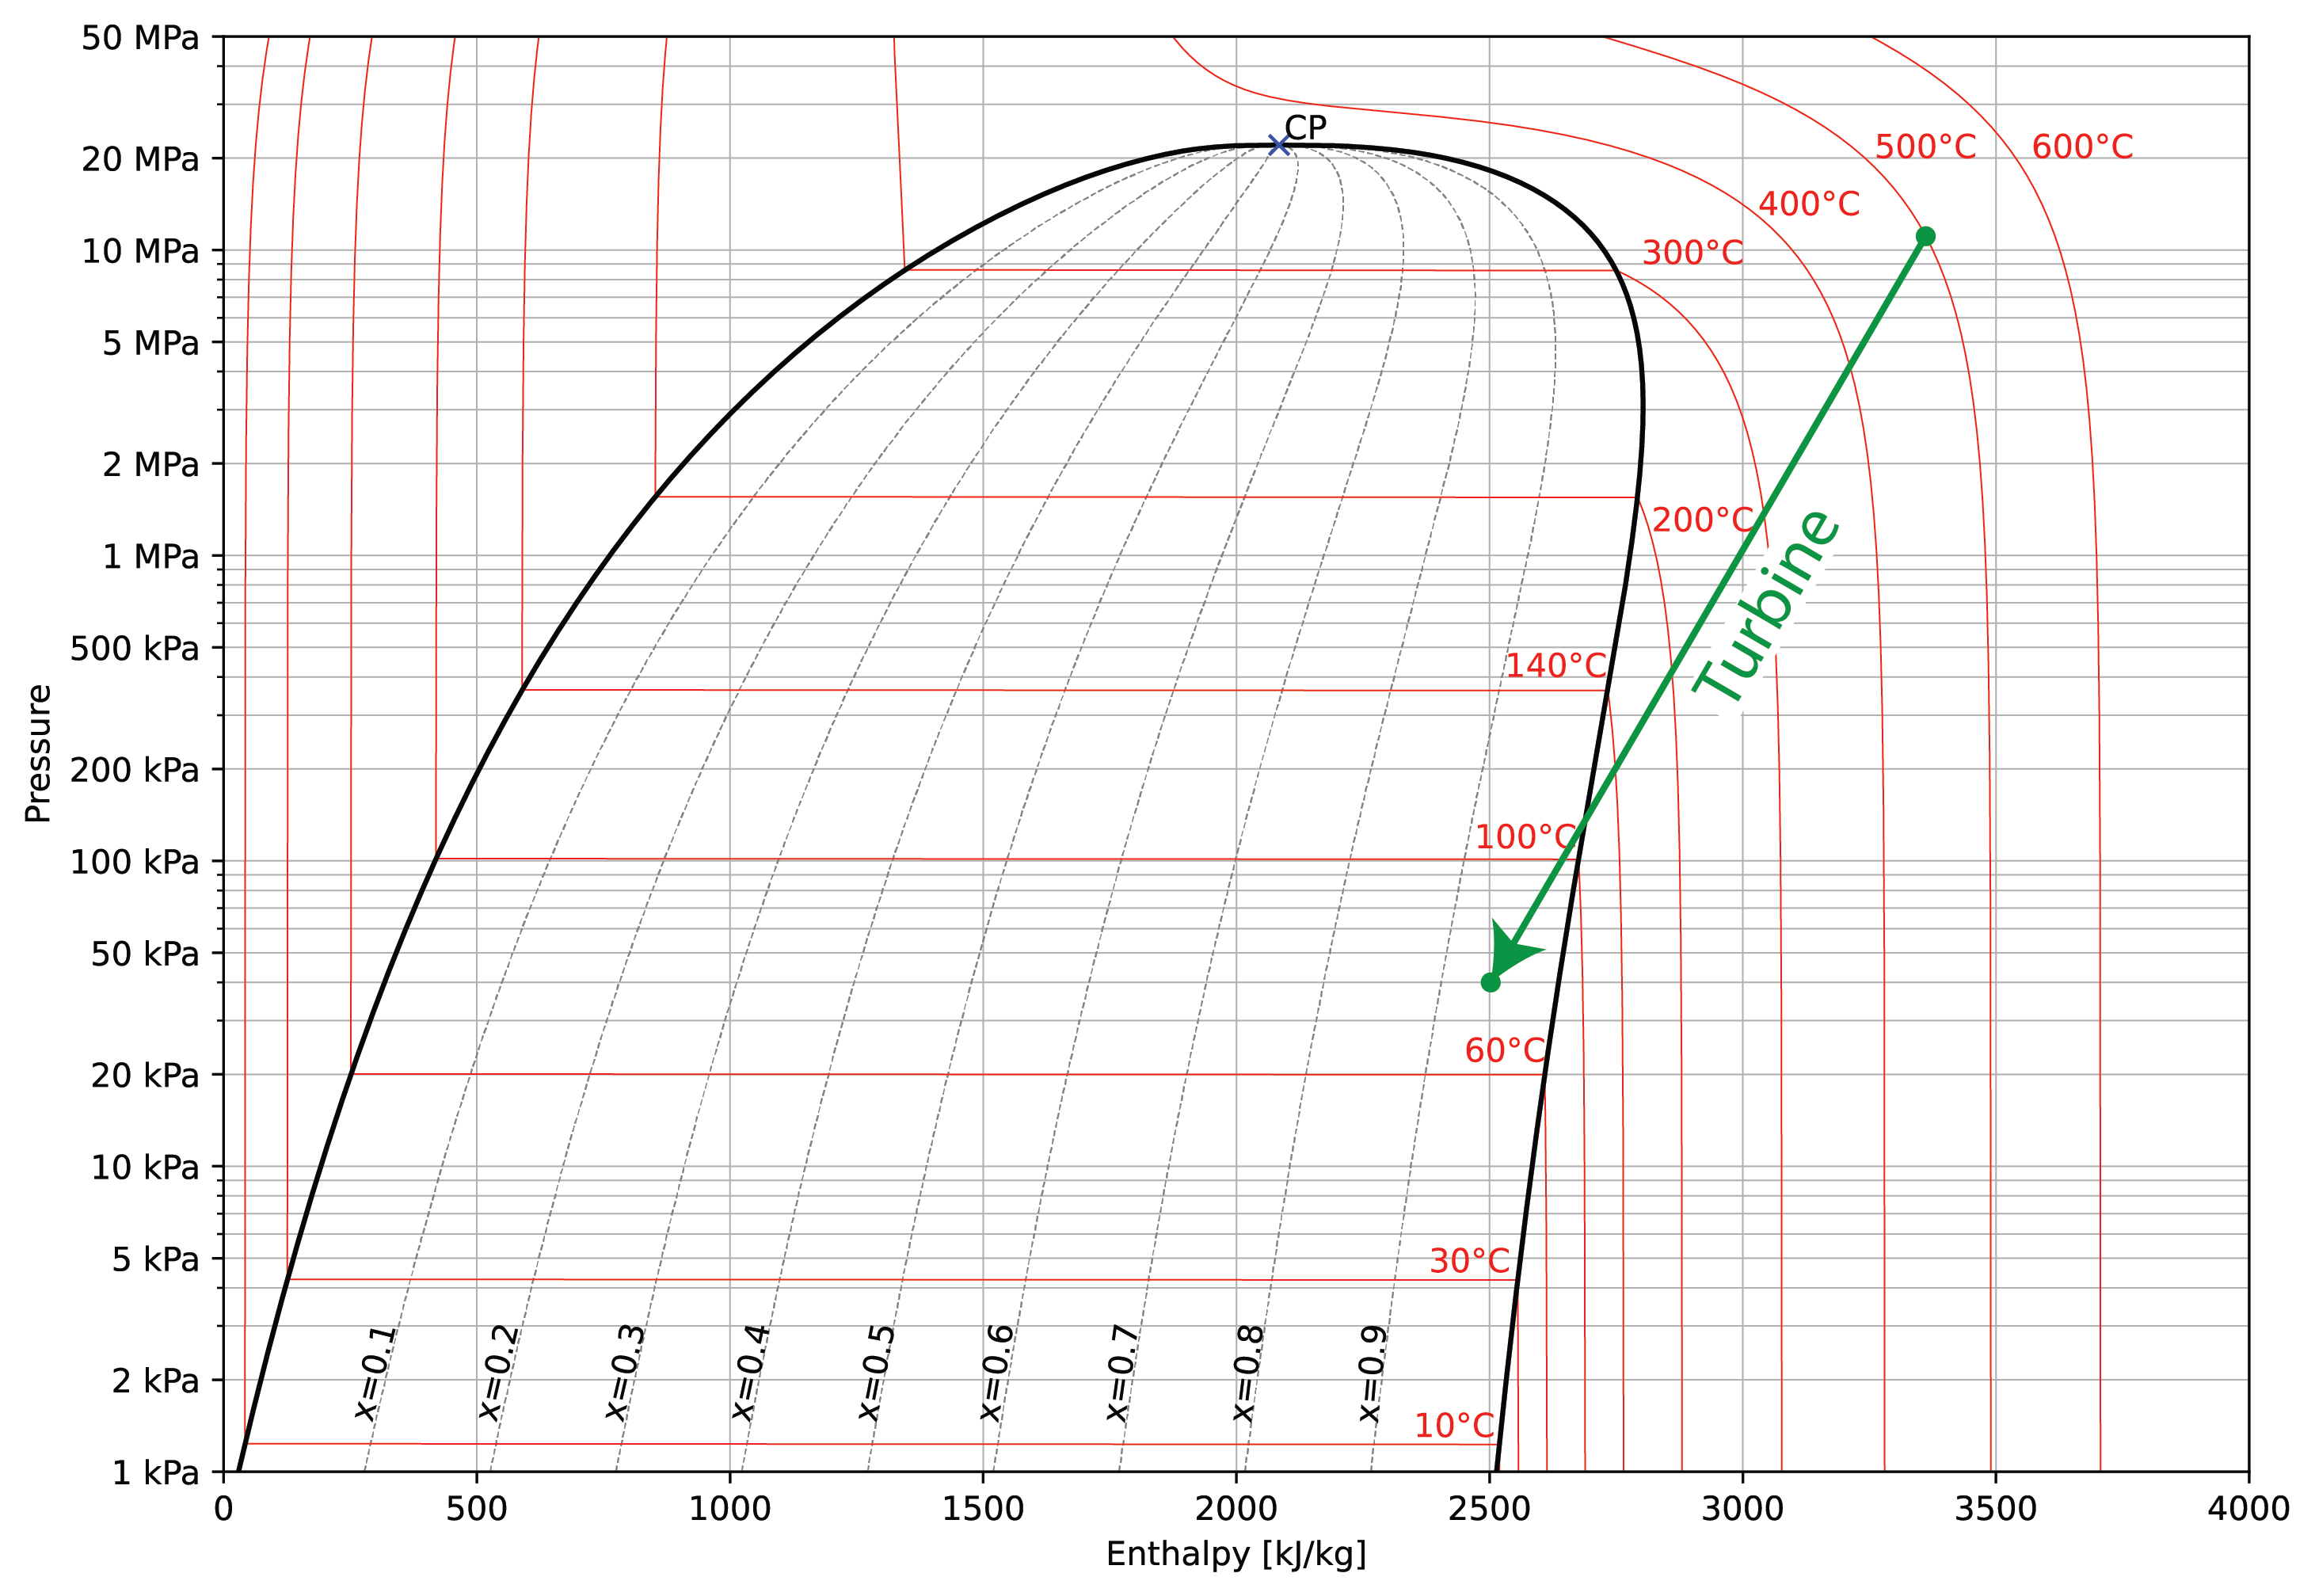 50 MPa
20 MPa
10 MPa
5 MPa
2 MPa
1 MPa
500 kPa
200 kPa
100 kPa
50 kPa
20 kPa
10 kPa
5 kPa
2 kPa
1 kPa
Pressure
0 500 1000 1500 2000 2500 3000 3500 4000
Enthalpy [kJ/kg]
CP
500°C
600°C
400°C
300°C
200°C
140°C
100°C
60°C
30°C
10°C
Turbine
x=0.1
x=0.2
x=0.3
x=0.4
x=0.5
x=0.6
x=0.7
x=0.8
x=0.9